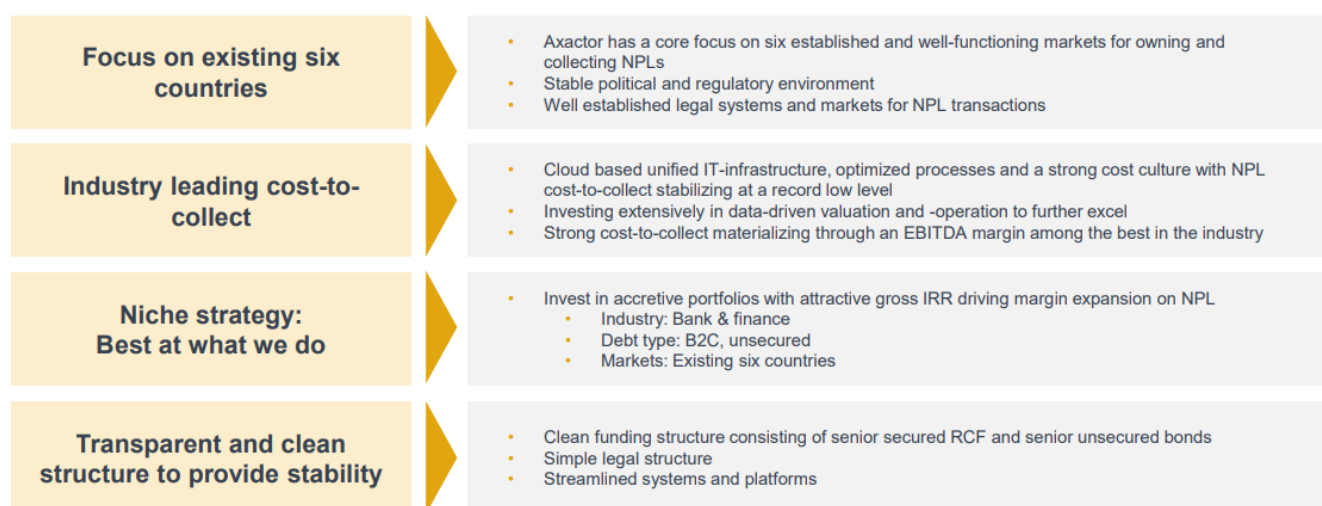 Focus on existing six
countries
• Axactor has a core focus on six established and well-functioning markets for owning and
collecting NPLs
• Stable political and regulatory environment
• Well established legal systems and markets for NPL transactions
Industry leading cost-to-
collect
• Cloud based unified IT-infrastructure, optimized processes and a strong cost culture with NPL
cost-to-collect stabilizing at a record low level
• Investing extensively in data-driven valuation and -operation to further excel
• Strong cost-to-collect materializing through an EBITDA margin among the best in the industry
Niche strategy:
Best at what we do
• Invest in accretive portfolios with attractive gross IRR driving margin expansion on NPL
• Industry: Bank & finance
• Debt type: B2C, unsecured
• Markets: Existing six countries
Transparent and clean
structure to provide stability
• Clean funding structure consisting of senior secured RCF and senior unsecured bonds
• Simple legal structure
• Streamlined systems and platforms